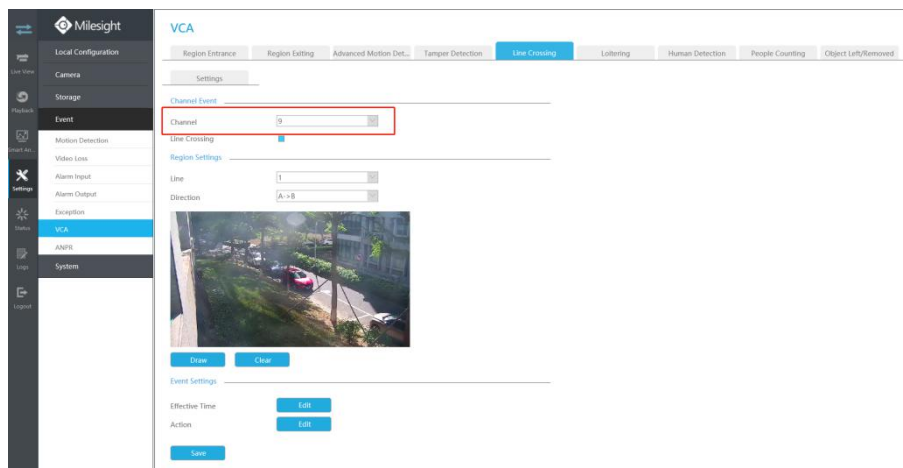 Milesight
Live View
Playback
Smart An...
Settings
Status
Logs
Logout
Local Configuration
Camera
Storage
Event
Motion Detection
Video Loss
Alarm Input
Alarm Output
Exception
VCA
ANPR
System
VCA
Region Entrance Region Exiting Advanced Motion Det... Tamper Detection Line Crossing Loitering Human Detection People Counting Object Left/Removed
Settings
Channel Event
Channel 9
Line Crossing
Region Settings
Line 1
Direction A->B
Draw Clear
Event Settings
Effective Time Edit
Action Edit
Save